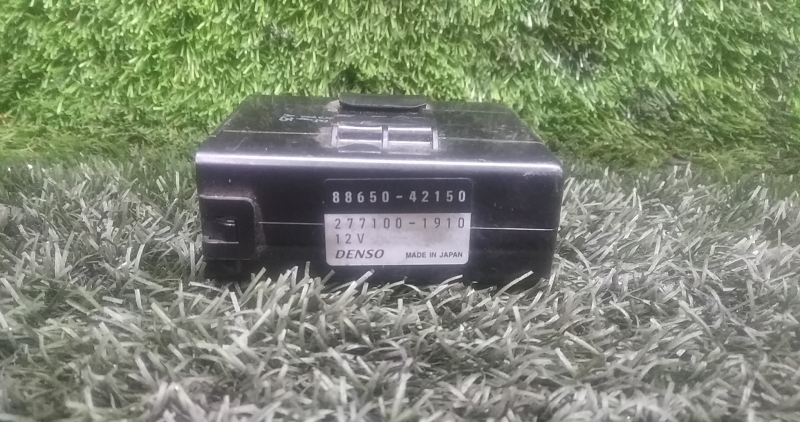 88650-42150
277100-1910
12V
DENSO MADE IN JAPAN